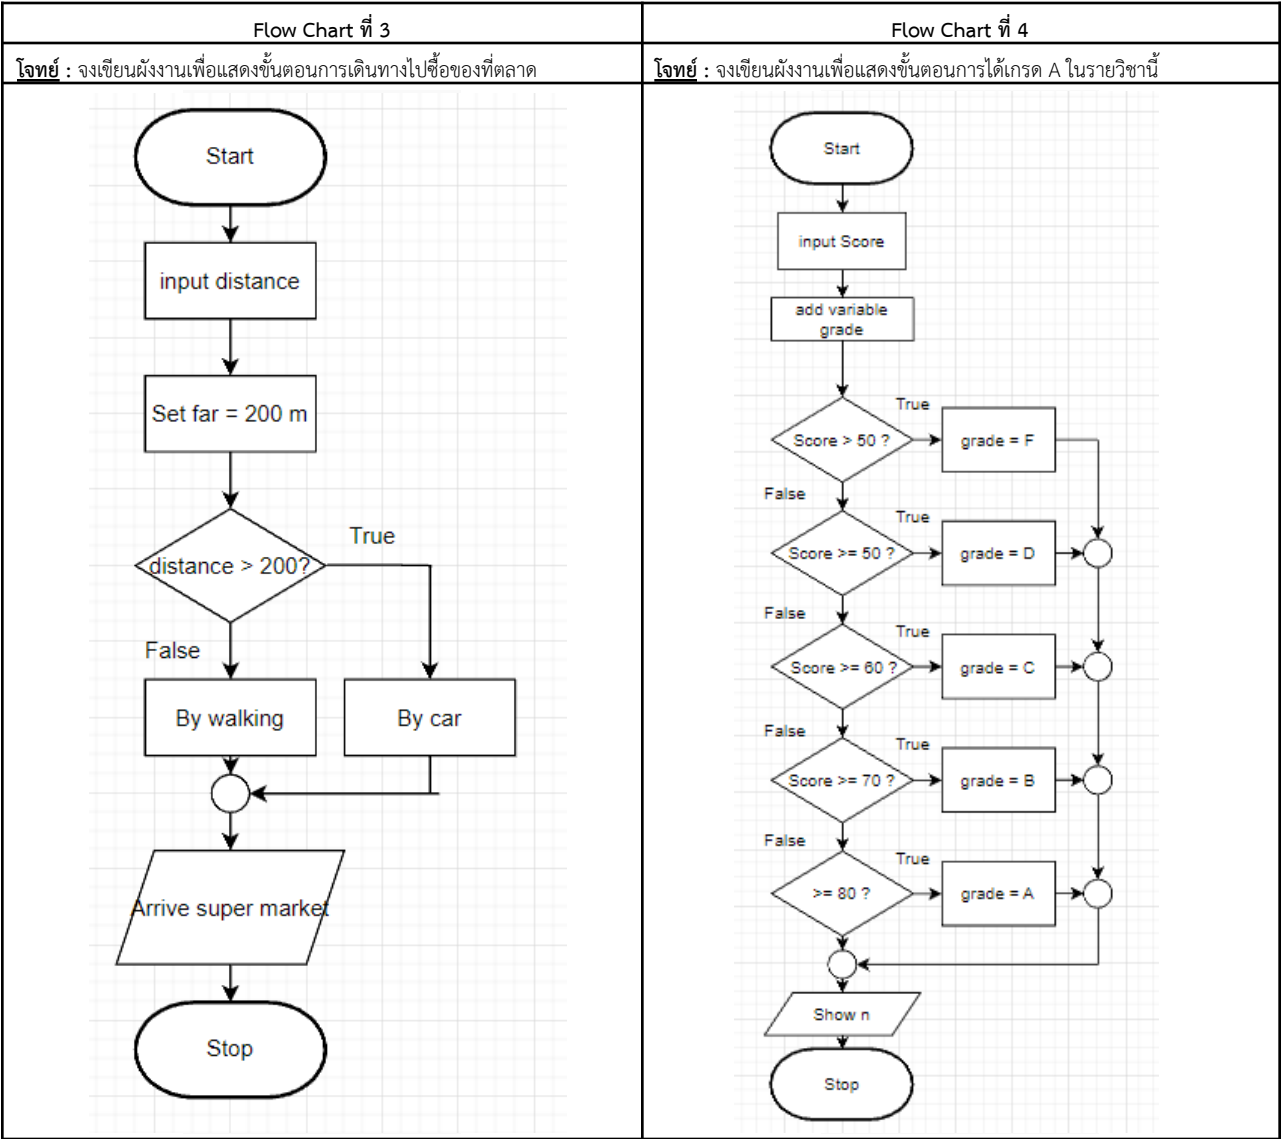 Flow Chart ที่ 3
โจทย์ : จงเขียนผังงานเพื่อแสดงขั้นตอนการเดินทางไปซื้อของที่ตลาด
Start
input distance
Set far = 200 m
distance > 200?
True
False
By walking
By car
Arrive super market
Stop
Flow Chart ที่ 4
โจทย์ : จงเขียนผังงานเพื่อแสดงขั้นตอนการได้เกรด A ในรายวิชานี้
Start
input Score
add variable
grade
Score > 50 ?
True
grade = F
False
Score >= 50 ?
True
grade = D
False
Score >= 60 ?
True
grade = C
False
Score >= 70 ?
True
grade = B
False
>= 80 ?
True
grade = A
Show n
Stop